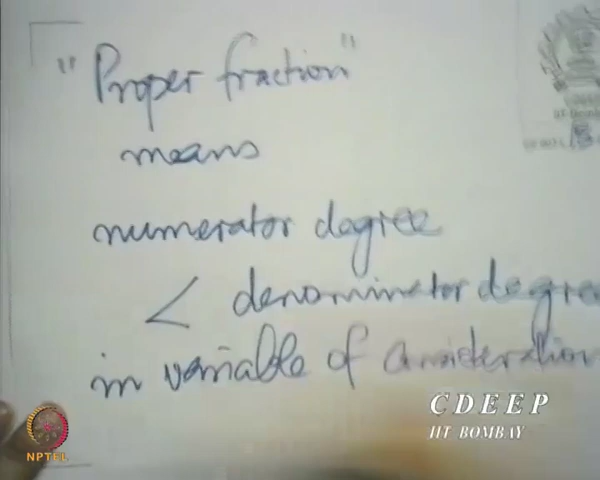 "Proper fraction"
means
numerator degree
< denominator degree
in variable of consideration
CDEEP
IIT BOMBAY
NPTEL